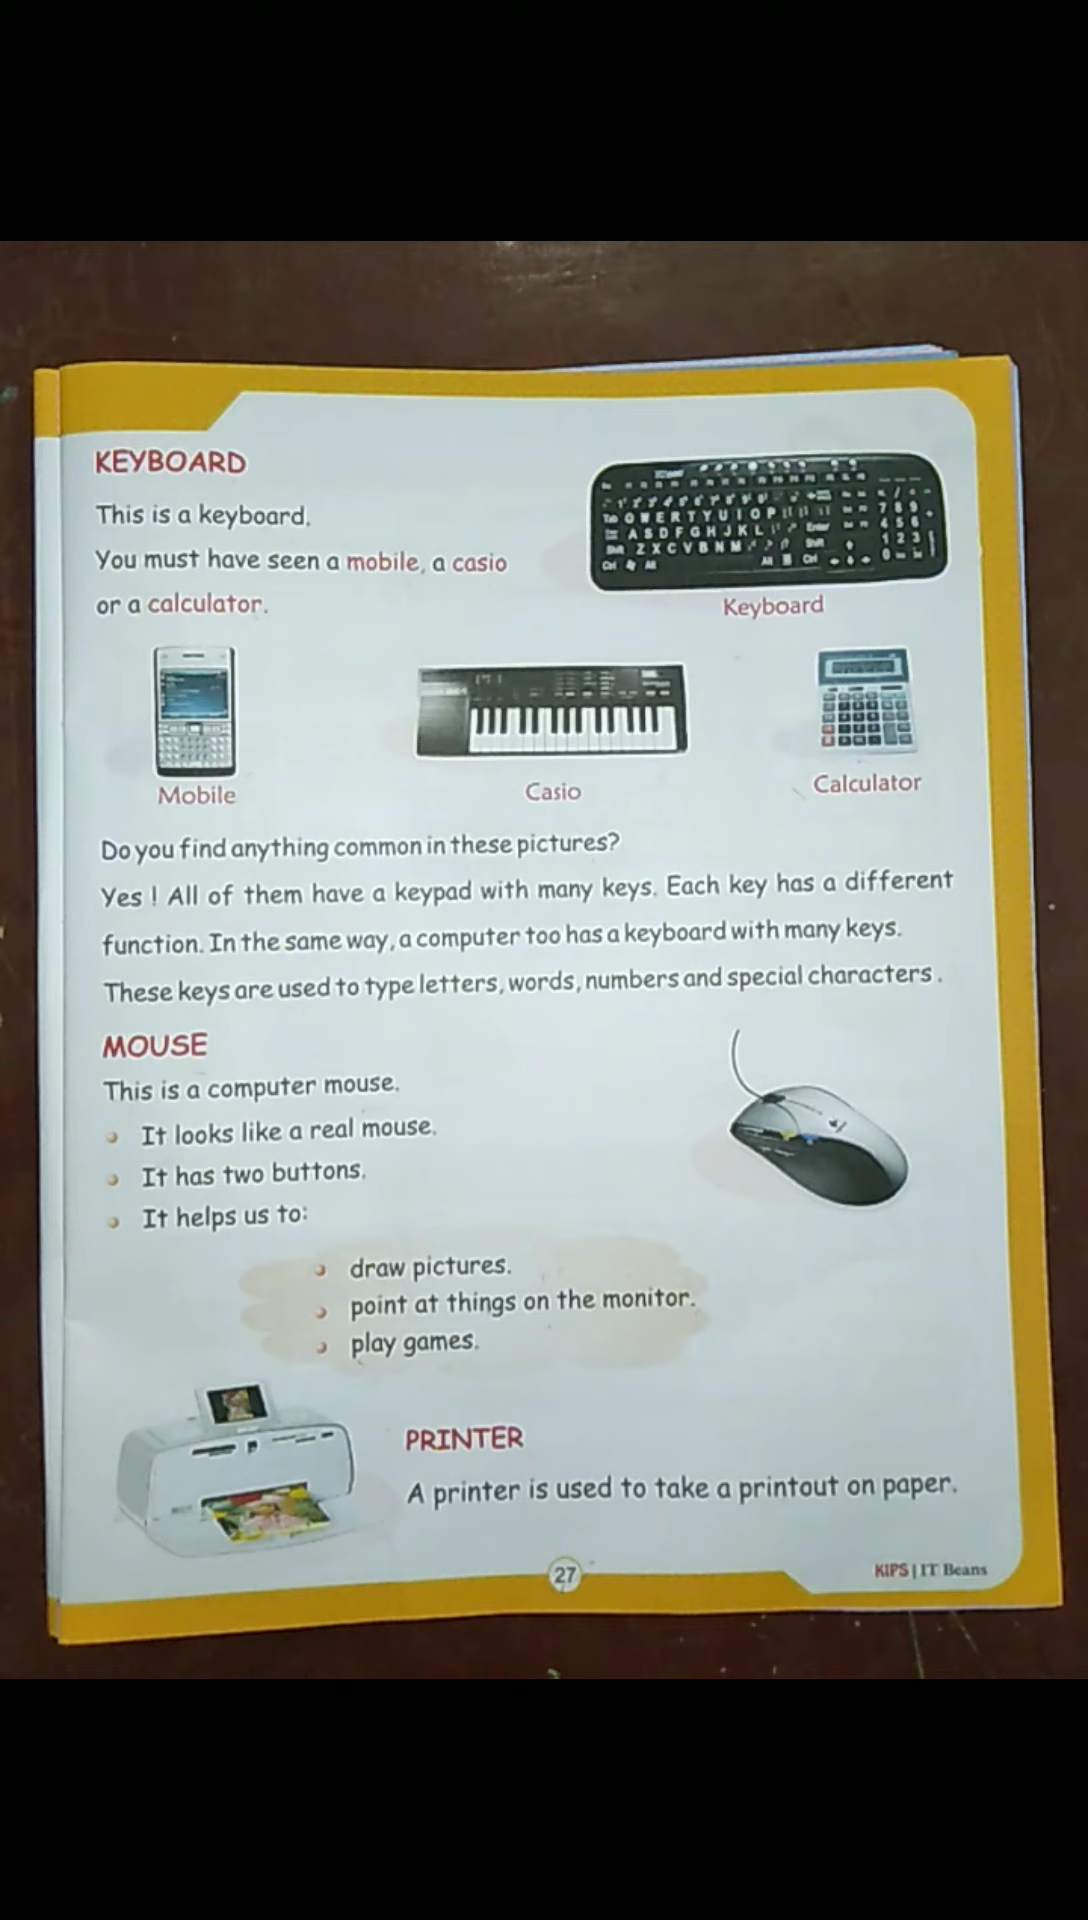 KEYBOARD
This is a keyboard.
You must have seen a mobile, a casio
or a calculator.
Keyboard
Mobile
Casio
Calculator
Do you find anything common in these pictures?
Yes ! All of them have a keypad with many keys. Each key has a different
function. In the same way, a computer too has a keyboard with many keys.
These keys are used to type letters, words, numbers and special characters.
MOUSE
This is a computer mouse.
It looks like a real mouse.
It has two buttons.
It helps us to:
draw pictures.
point at things on the monitor.
play games.
PRINTER
A printer is used to take a printout on paper.
27
KIPS | IT Beans